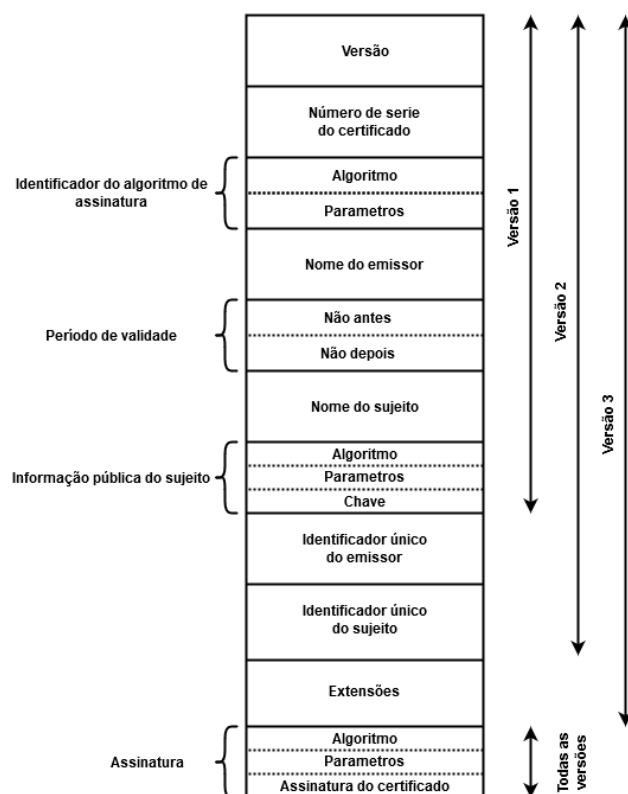 Versão
Número de serie
do certificado
Identificador do algoritmo de
assinatura
Algoritmo
Parametros
Nome do emissor
Período de validade
Não antes
Não depois
Nome do sujeito
Informação pública do sujeito
Algoritmo
Parametros
Chave
Identificador único
do emissor
Identificador único
do sujeito
Extensões
Assinatura
Algoritmo
Parametros
Assinatura do certificado
Versão 1
Versão 2
Versão 3
Todas as
versões